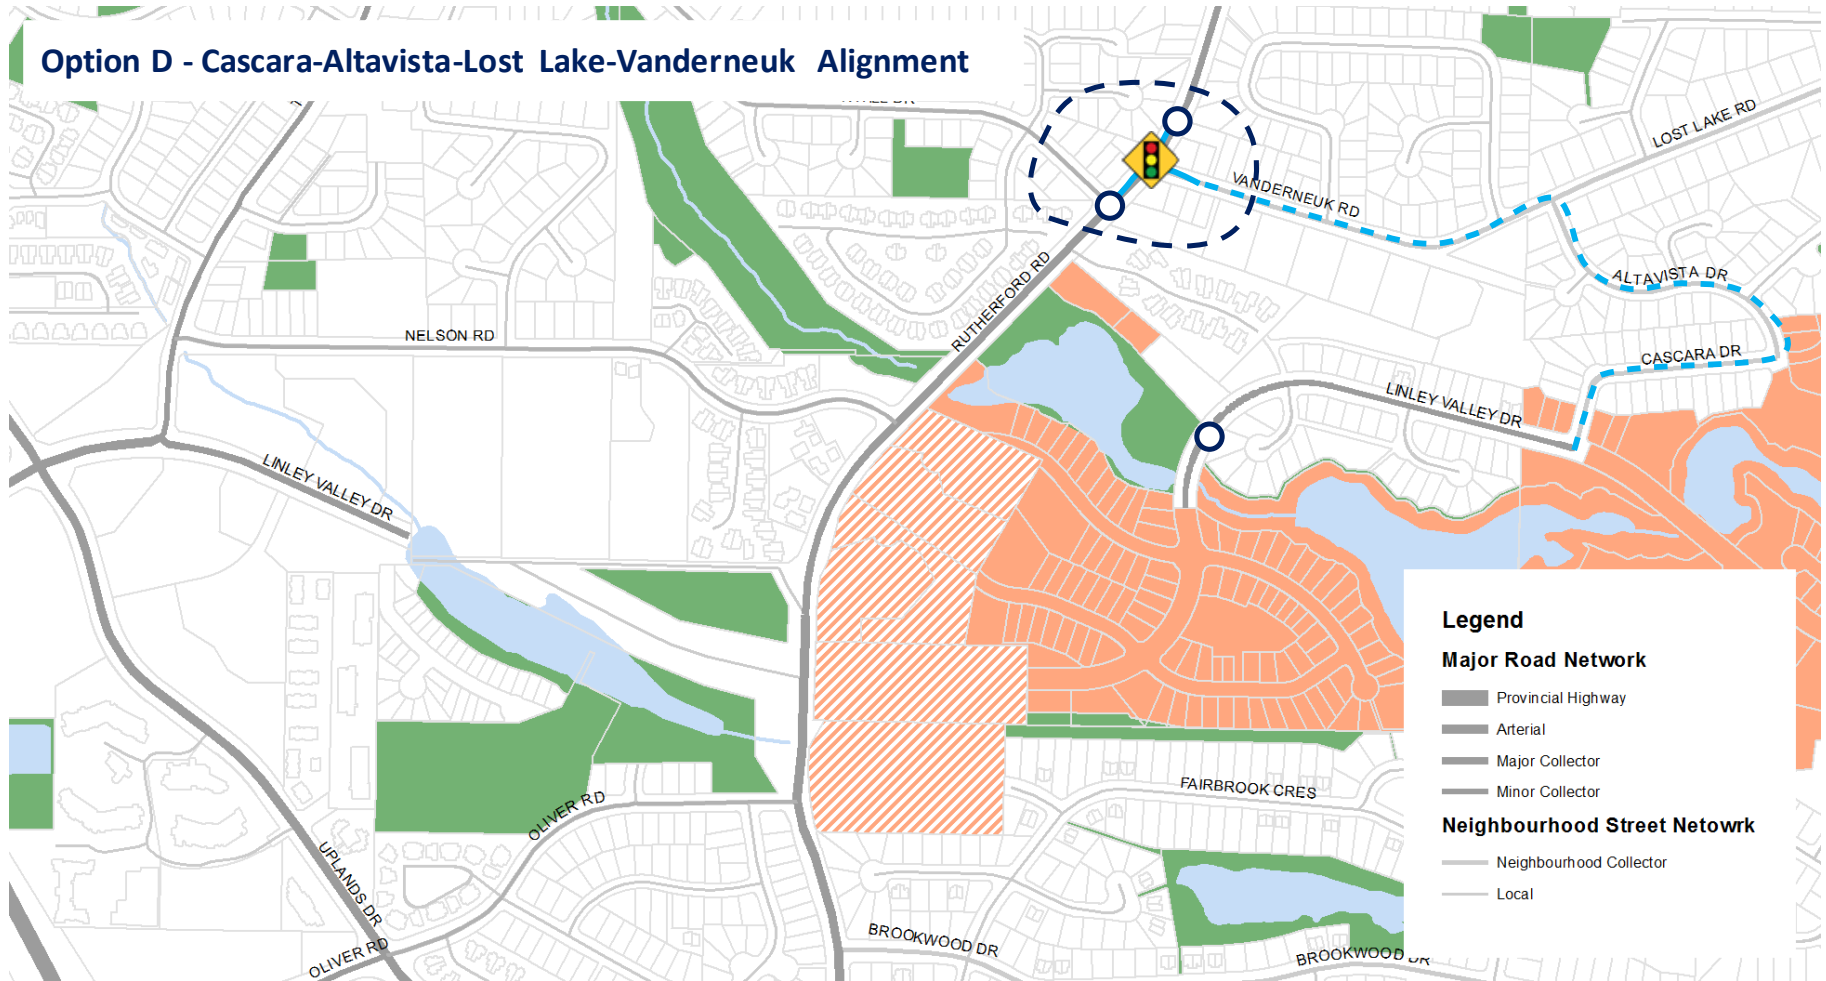 Option D - Cascara-Altavista-Lost Lake-Vanderneuk Alignment
LOST LAKE RD
VANDERNEUK RD
ALTAVISTA DR
RUTHERFORD RD
NELSON RD
CASCARA DR
LINLEY VALLEY DR
LINLEY VALLEY DR
Legend
Major Road Network
Provincial Highway
Arterial
Major Collector
Minor Collector
Neighbourhood Street Netowrk
Neighbourhood Collector
Local
FAIRBROOK CRES
OLIVER RD
UPLANDS DR
OLIVER RD
BROOKWOOD DR
BROOKWOOD DR